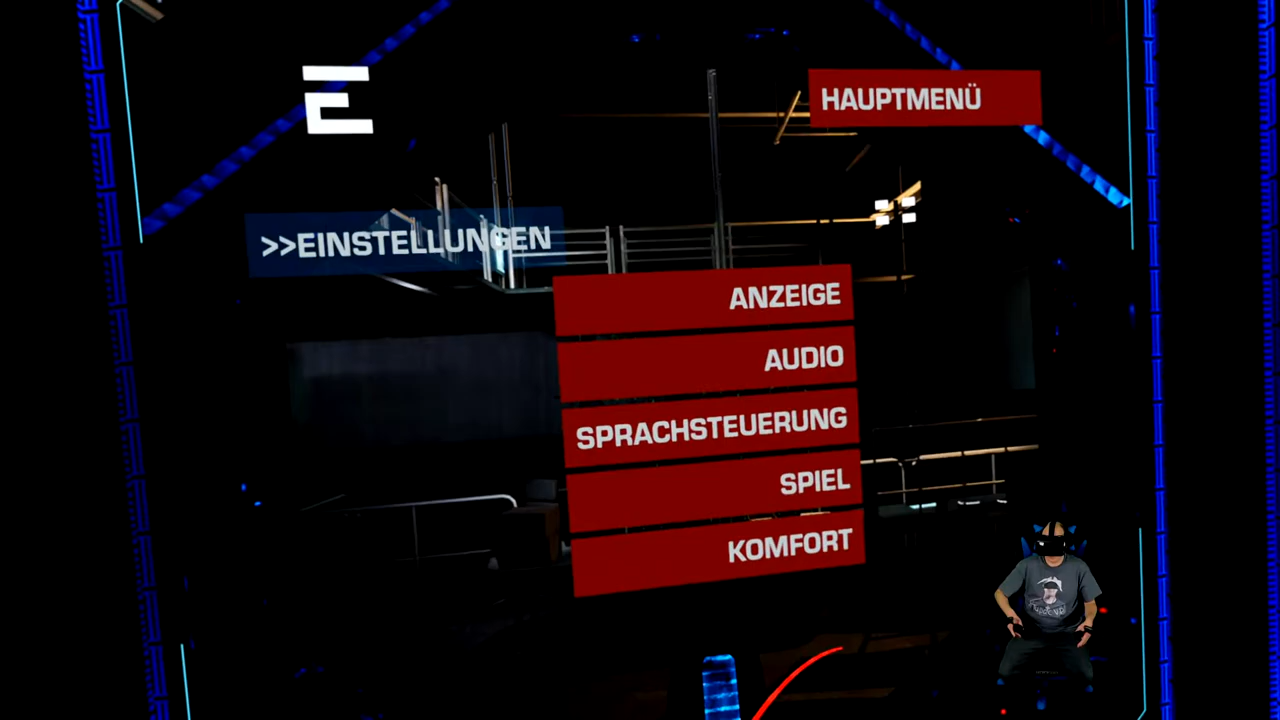 E
HAUPTMENÜ
>>EINSTELLUNGEN
ANZEIGE
AUDIO
SPRACHSTEUERUNG
SPIEL
KOMFORT